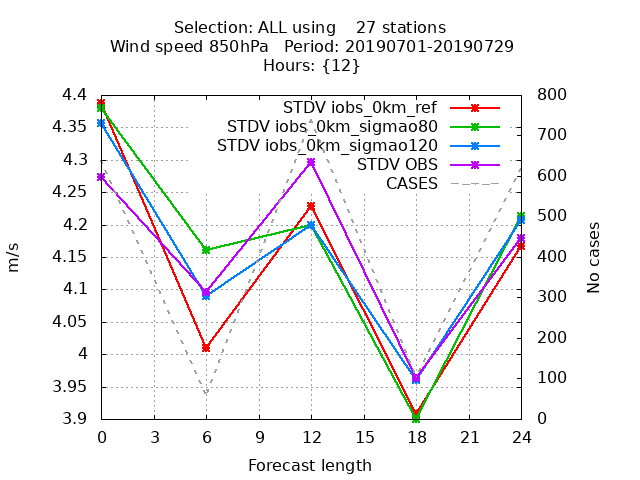 Selection: ALL using    27 stations
Wind speed 850hPa   Period: 20190701-20190729
Hours: {12}
STDV iobs_0km_ref
STDV iobs_0km_sigmao80
STDV iobs_0km_sigmao120
STDV OBS
CASES
4.4
4.35
4.3
4.25
4.2
4.15
4.1
4.05
4
3.95
3.9
m/s
800
700
600
500
400
300
200
100
0
No cases
0 3 6 9 12 15 18 21 24
Forecast length